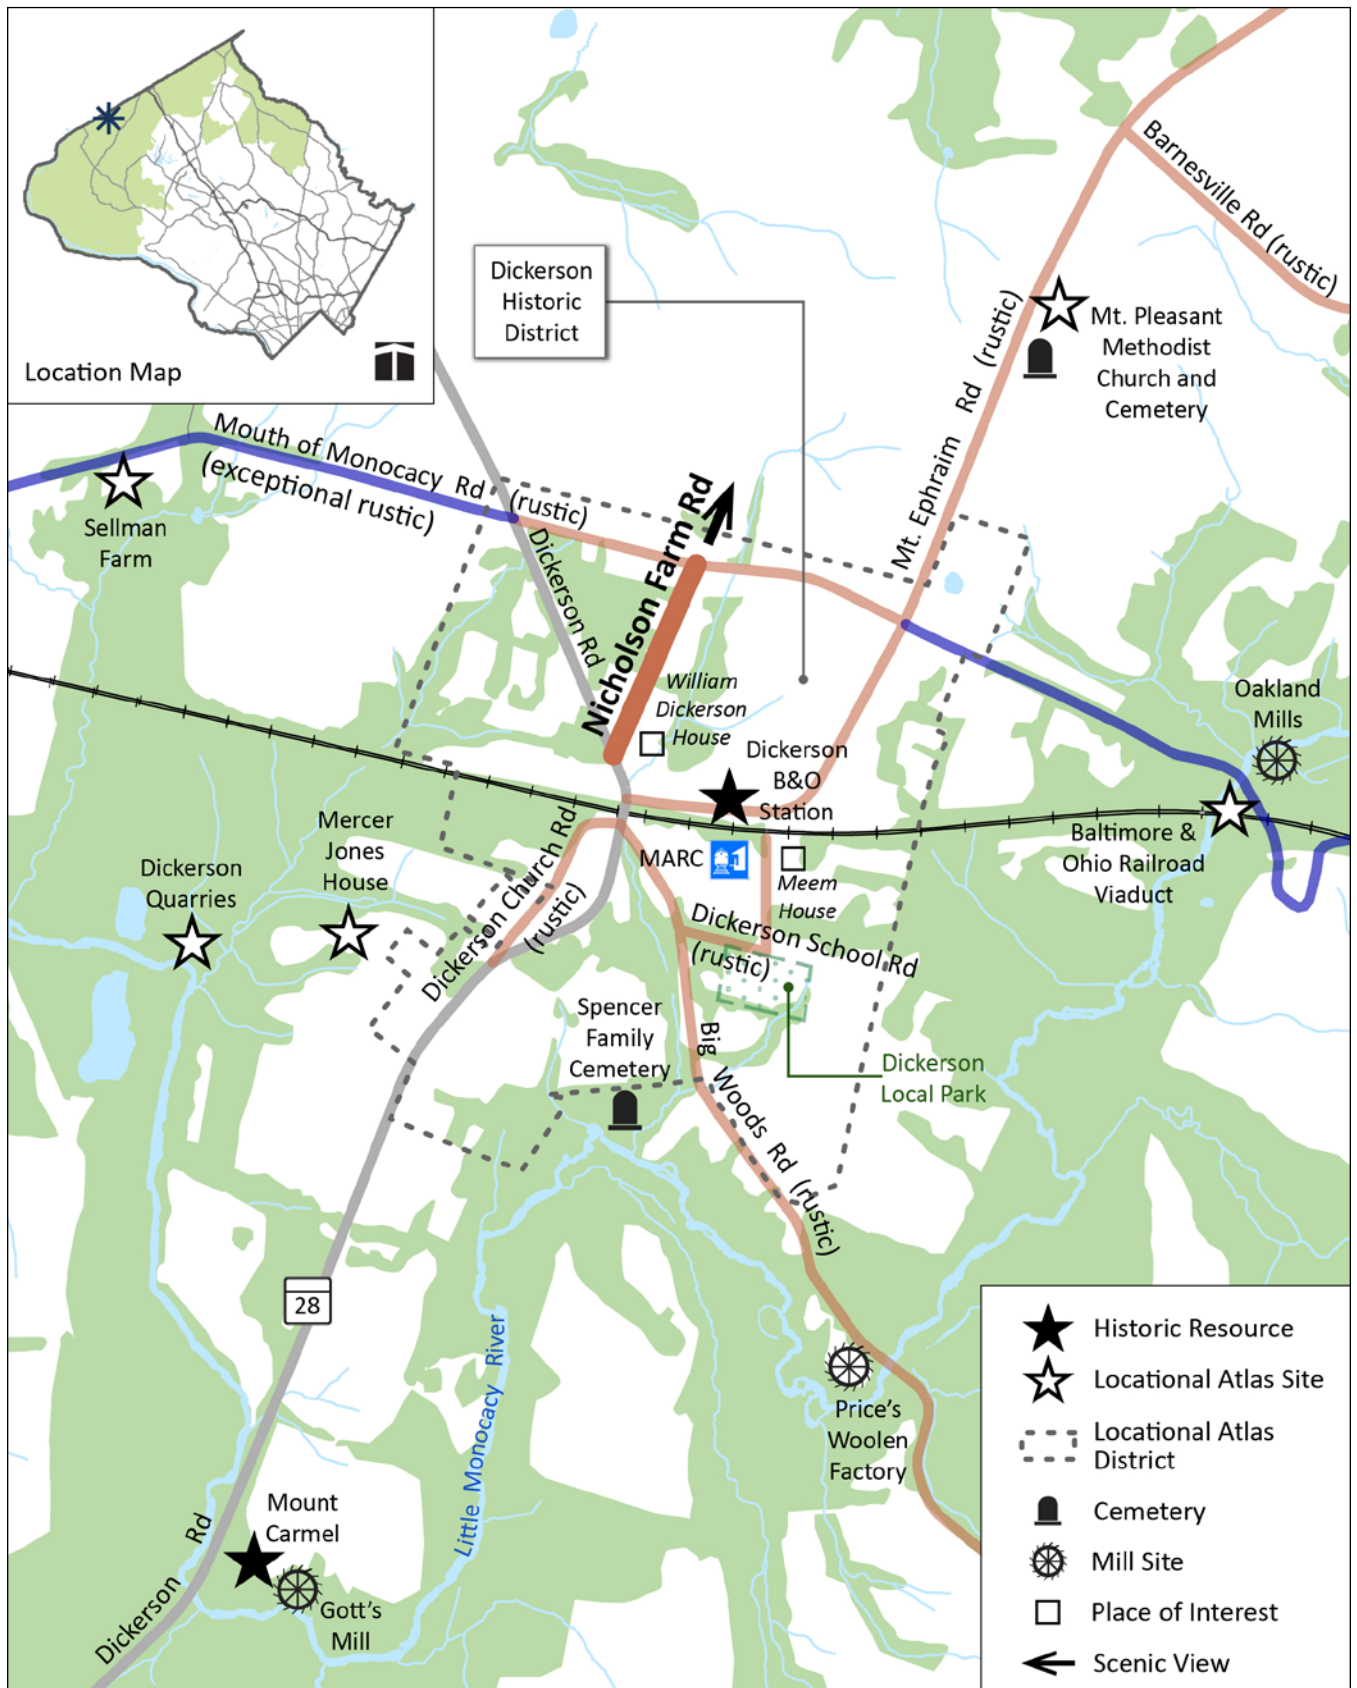 Location Map
Dickerson
Historic
District
Barnesville Rd (rustic)
Mt. Pleasant
Methodist
Church and
Cemetery
Mt. Ephraim Rd (rustic)
Mouth of Monocacy Rd (rustic)
(exceptional rustic)
Sellman
Farm
Dickerson Rd
Nicholson Farm Rd
William
Dickerson
House
Oakland
Mills
Dickerson
B&O
Station
Mercer
Jones
House
Dickerson
Quarries
Dickerson Church Rd
(rustic)
MARC
Meem
House
Baltimore &
Ohio Railroad
Viaduct
Dickerson School Rd
(rustic)
Spencer
Family
Cemetery
Big Woods Rd (rustic)
Dickerson
Local Park
28
Little Monocacy River
Price's
Woolen
Factory
Mount
Carmel
Gott's
Mill
Dickerson Rd
Historic Resource
Locational Atlas Site
Locational Atlas
District
Cemetery
Mill Site
Place of Interest
Scenic View